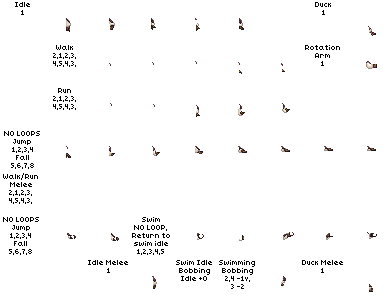 Idle
1
Duck
1
Walk
2,1,2,3,
4,5,4,3,
Rotation
Arm
1
Run
2,1,2,3,
4,5,4,3,
NO LOOPS
Jump
1,2,3,4
Fall
5,6,7,8
Walk/Run
Melee
2,1,2,3,
4,5,4,3,
NO LOOPS
Jump
1,2,3,4
Fall
5,6,7,8
Swim
NO LOOP,
Return to
swim idle
1,2,3,4,5
Idle Melee
1
Swim Idle
Bobbing
Idle +0
Swimming
Bobbing
2,4 -1v,
3 -2
Duck Melee
1